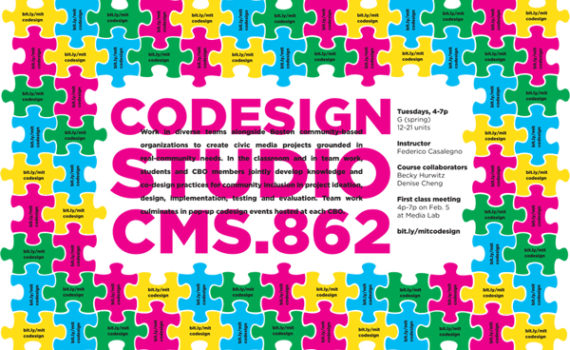 bit.ly/mit
codesign
CODESIGN
STUDIO
CMS.862
Work in diverse teams alongside Boston community-based
organizations to create civic media projects grounded in
real-community needs. In the classroom and in team work,
students and CBO members jointly develop knowledge and
co-design practices for community inclusion in project ideation,
design, implementation, testing and evaluation. Team work
culminates in pop-up codesign events hosted at each CBO.
Tuesdays, 4-7p
G (spring)
12-21 units
Instructor
Federico Casalegno
Course collaborators
Becky Hurwitz
Denise Cheng
First class meeting
4p-7p on Feb. 5
at Media Lab
bit.ly/mitcodesign